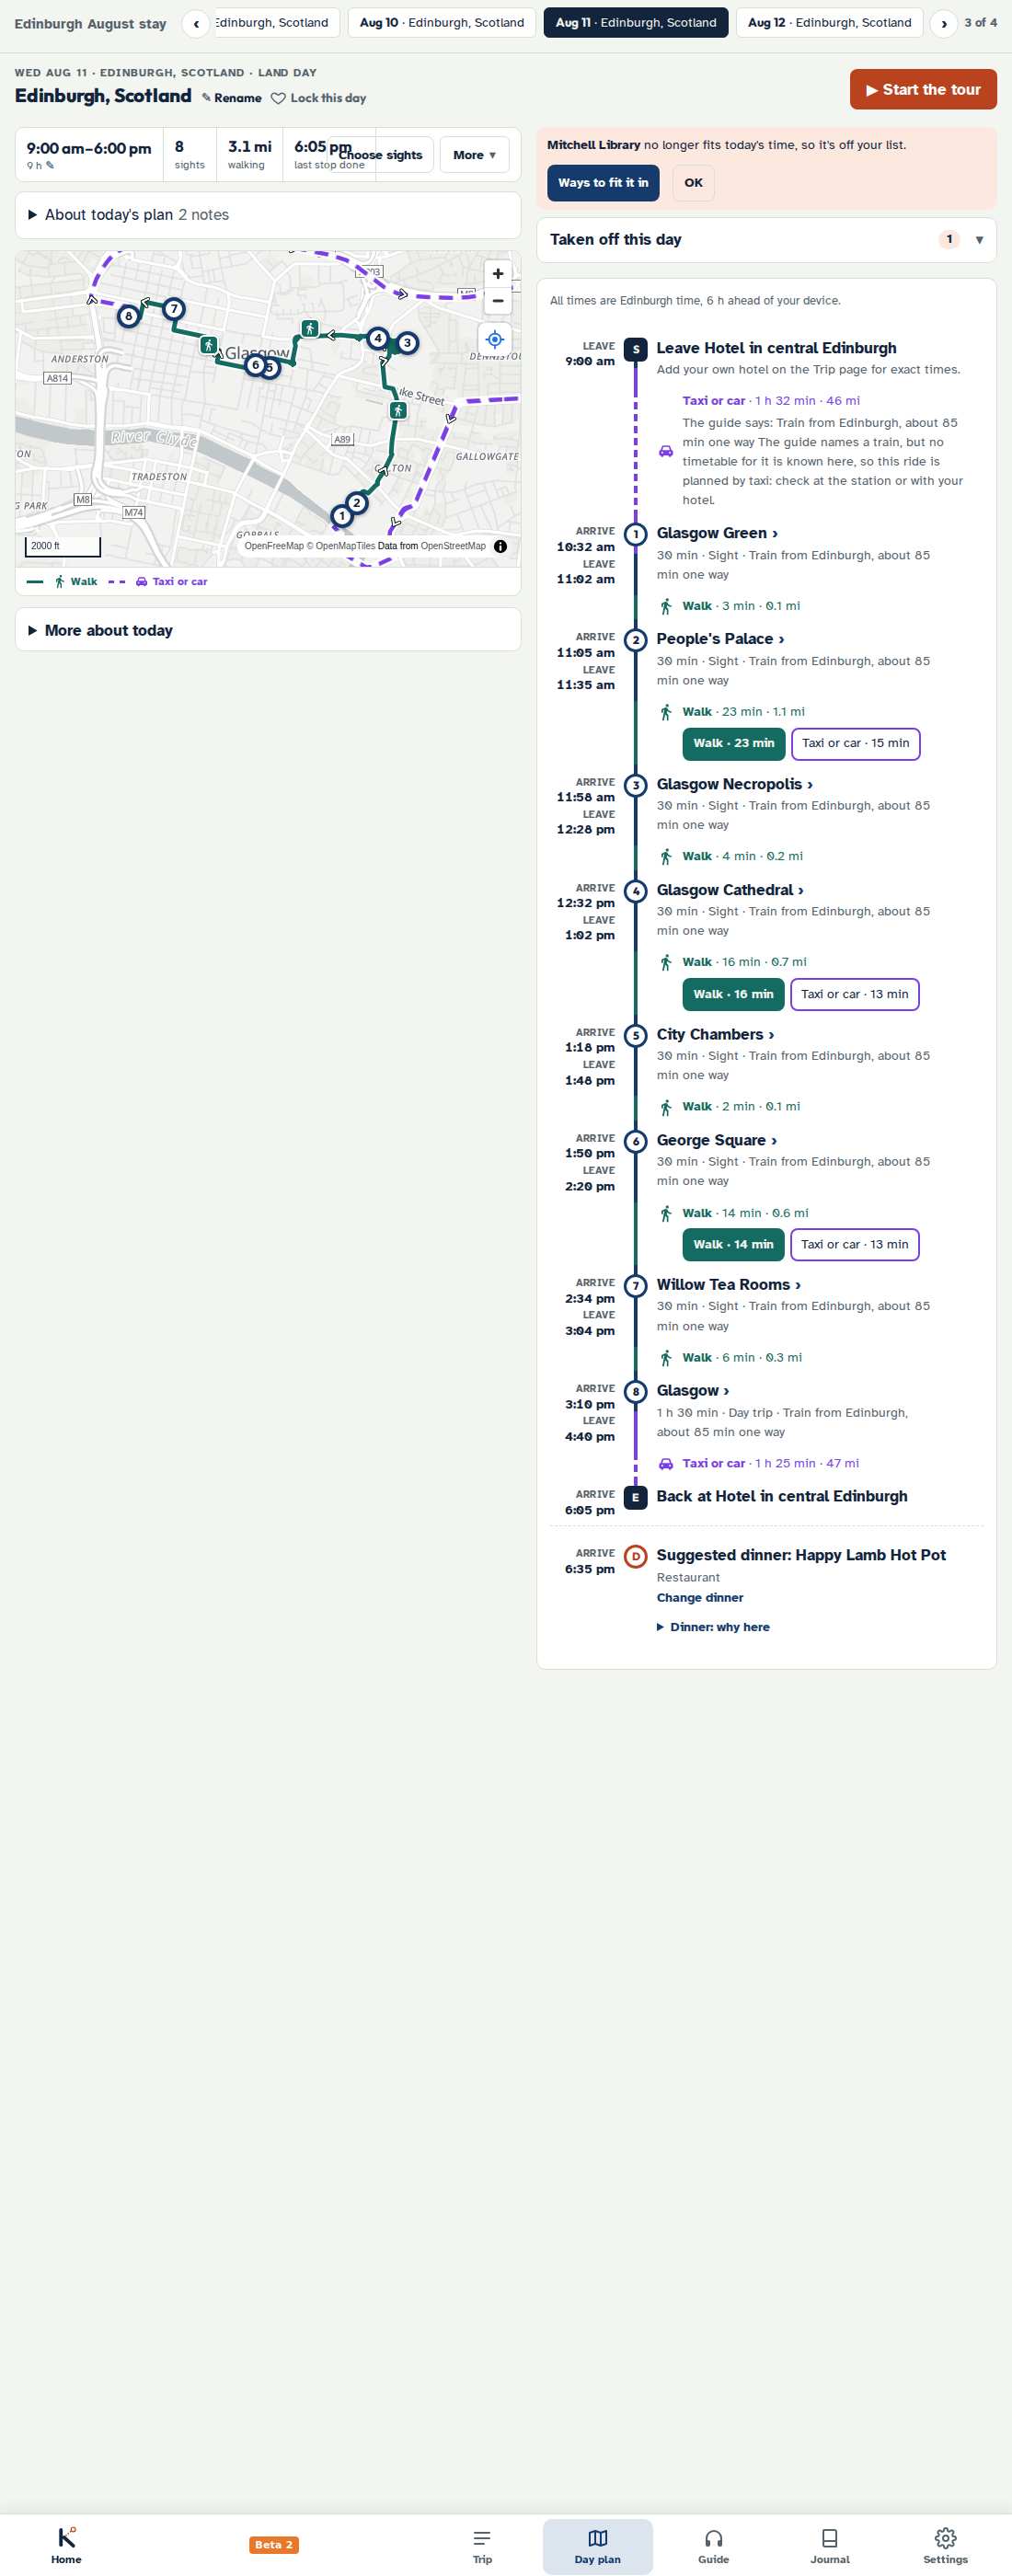 Edinburgh August stay
‹
Edinburgh, Scotland
Aug 10 · Edinburgh, Scotland
Aug 11 · Edinburgh, Scotland
Aug 12 · Edinburgh, Scotland
›
3 of 4
WED AUG 11 · EDINBURGH, SCOTLAND · LAND DAY
Edinburgh, Scotland
✎ Rename
Lock this day
▶ Start the tour
9:00 am–6:00 pm
9 h ✎
8
sights
3.1 mi
walking
6:05 pm
last stop done
Choose sights
More ▾
▶ About today's plan 2 notes
ANDERSTON
A814
Glasgow
DENNISTOU
ike Street
River Clyde
A89
GALLOWGATE
TRADESTON
M8
M74
G PARK
ON
GORBALS
8
7
6
5
4
3
2
1
+
−
2000 ft
OpenFreeMap © OpenMapTiles Data from OpenStreetMap
Walk
Taxi or car
▶ More about today
Mitchell Library no longer fits today's time, so it's off your list.
Ways to fit it in
OK
Taken off this day
1
▾
All times are Edinburgh time, 6 h ahead of your device.
LEAVE
9:00 am
S
Leave Hotel in central Edinburgh
Add your own hotel on the Trip page for exact times.
Taxi or car · 1 h 32 min · 46 mi
The guide says: Train from Edinburgh, about 85
min one way The guide names a train, but no
timetable for it is known here, so this ride is
planned by taxi: check at the station or with your
hotel.
ARRIVE
10:32 am
LEAVE
11:02 am
1
Glasgow Green ›
30 min · Sight · Train from Edinburgh, about 85
min one way
Walk · 3 min · 0.1 mi
ARRIVE
11:05 am
LEAVE
11:35 am
2
People's Palace ›
30 min · Sight · Train from Edinburgh, about 85
min one way
Walk · 23 min · 1.1 mi
Walk · 23 min
Taxi or car · 15 min
ARRIVE
11:58 am
LEAVE
12:28 pm
3
Glasgow Necropolis ›
30 min · Sight · Train from Edinburgh, about 85
min one way
Walk · 4 min · 0.2 mi
ARRIVE
12:32 pm
LEAVE
1:02 pm
4
Glasgow Cathedral ›
30 min · Sight · Train from Edinburgh, about 85
min one way
Walk · 16 min · 0.7 mi
Walk · 16 min
Taxi or car · 13 min
ARRIVE
1:18 pm
LEAVE
1:48 pm
5
City Chambers ›
30 min · Sight · Train from Edinburgh, about 85
min one way
Walk · 2 min · 0.1 mi
ARRIVE
1:50 pm
LEAVE
2:20 pm
6
George Square ›
30 min · Sight · Train from Edinburgh, about 85
min one way
Walk · 14 min · 0.6 mi
Walk · 14 min
Taxi or car · 13 min
ARRIVE
2:34 pm
LEAVE
3:04 pm
7
Willow Tea Rooms ›
30 min · Sight · Train from Edinburgh, about 85
min one way
Walk · 6 min · 0.3 mi
ARRIVE
3:10 pm
LEAVE
4:40 pm
8
Glasgow ›
1 h 30 min · Day trip · Train from Edinburgh,
about 85 min one way
Taxi or car · 1 h 25 min · 47 mi
ARRIVE
6:05 pm
E
Back at Hotel in central Edinburgh
ARRIVE
6:35 pm
D
Suggested dinner: Happy Lamb Hot Pot
Restaurant
Change dinner
▶ Dinner: why here
Home
Beta 2
Trip
Day plan
Guide
Journal
Settings